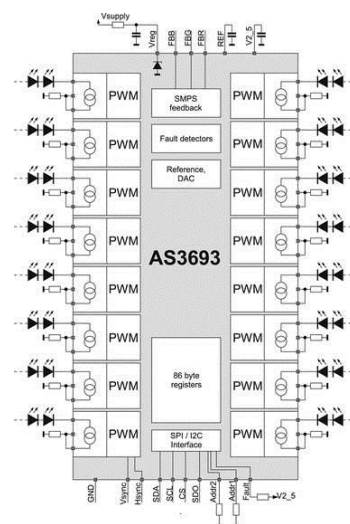 Vsupply
Vreg
FBB
FBG
FBR
REF
V2_5
PWM PWM
SMPS
feedback
PWM PWM
Fault detectors
PWM PWM
Reference,
DAC
PWM PWM
AS3693
PWM PWM
PWM PWM
86 byte
registers
PWM PWM
PWM PWM
SPI / I2C
Interface
GND
Vsync
Hsync
SDA
SCL
CS
SDO
Addr2
Addr1
Fault
V2_5